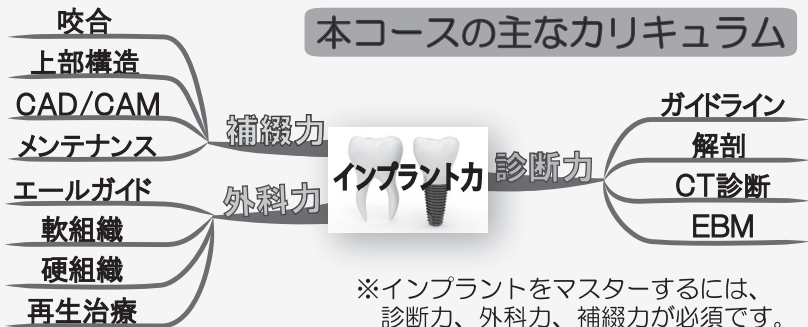 本コースの主なカリキュラム
咬合
上部構造
CAD/CAM
メンテナンス
補綴力
エールガイド
軟組織
硬組織
再生治療
外科力
インプラント力
診断力
ガイドライン
解剖
CT診断
EBM
※インプラントをマスターするには、
診断力、外科力、補綴力が必須です。